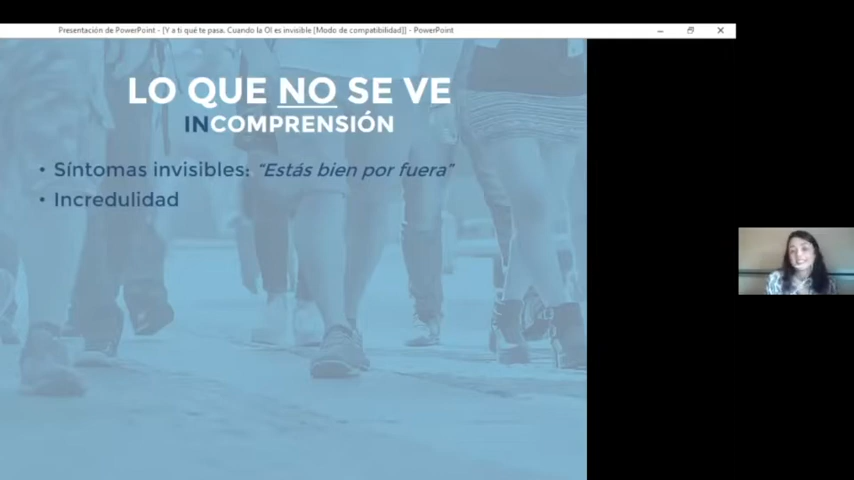 Presentación de PowerPoint - [Y a ti qué te pasa. Cuando la OI es invisible [Modo de compatibilidad]] - PowerPoint
LO QUE NO SE VE
INCOMPRENSIÓN
• Síntomas invisibles: “Estás bien por fuera”
• Incredulidad